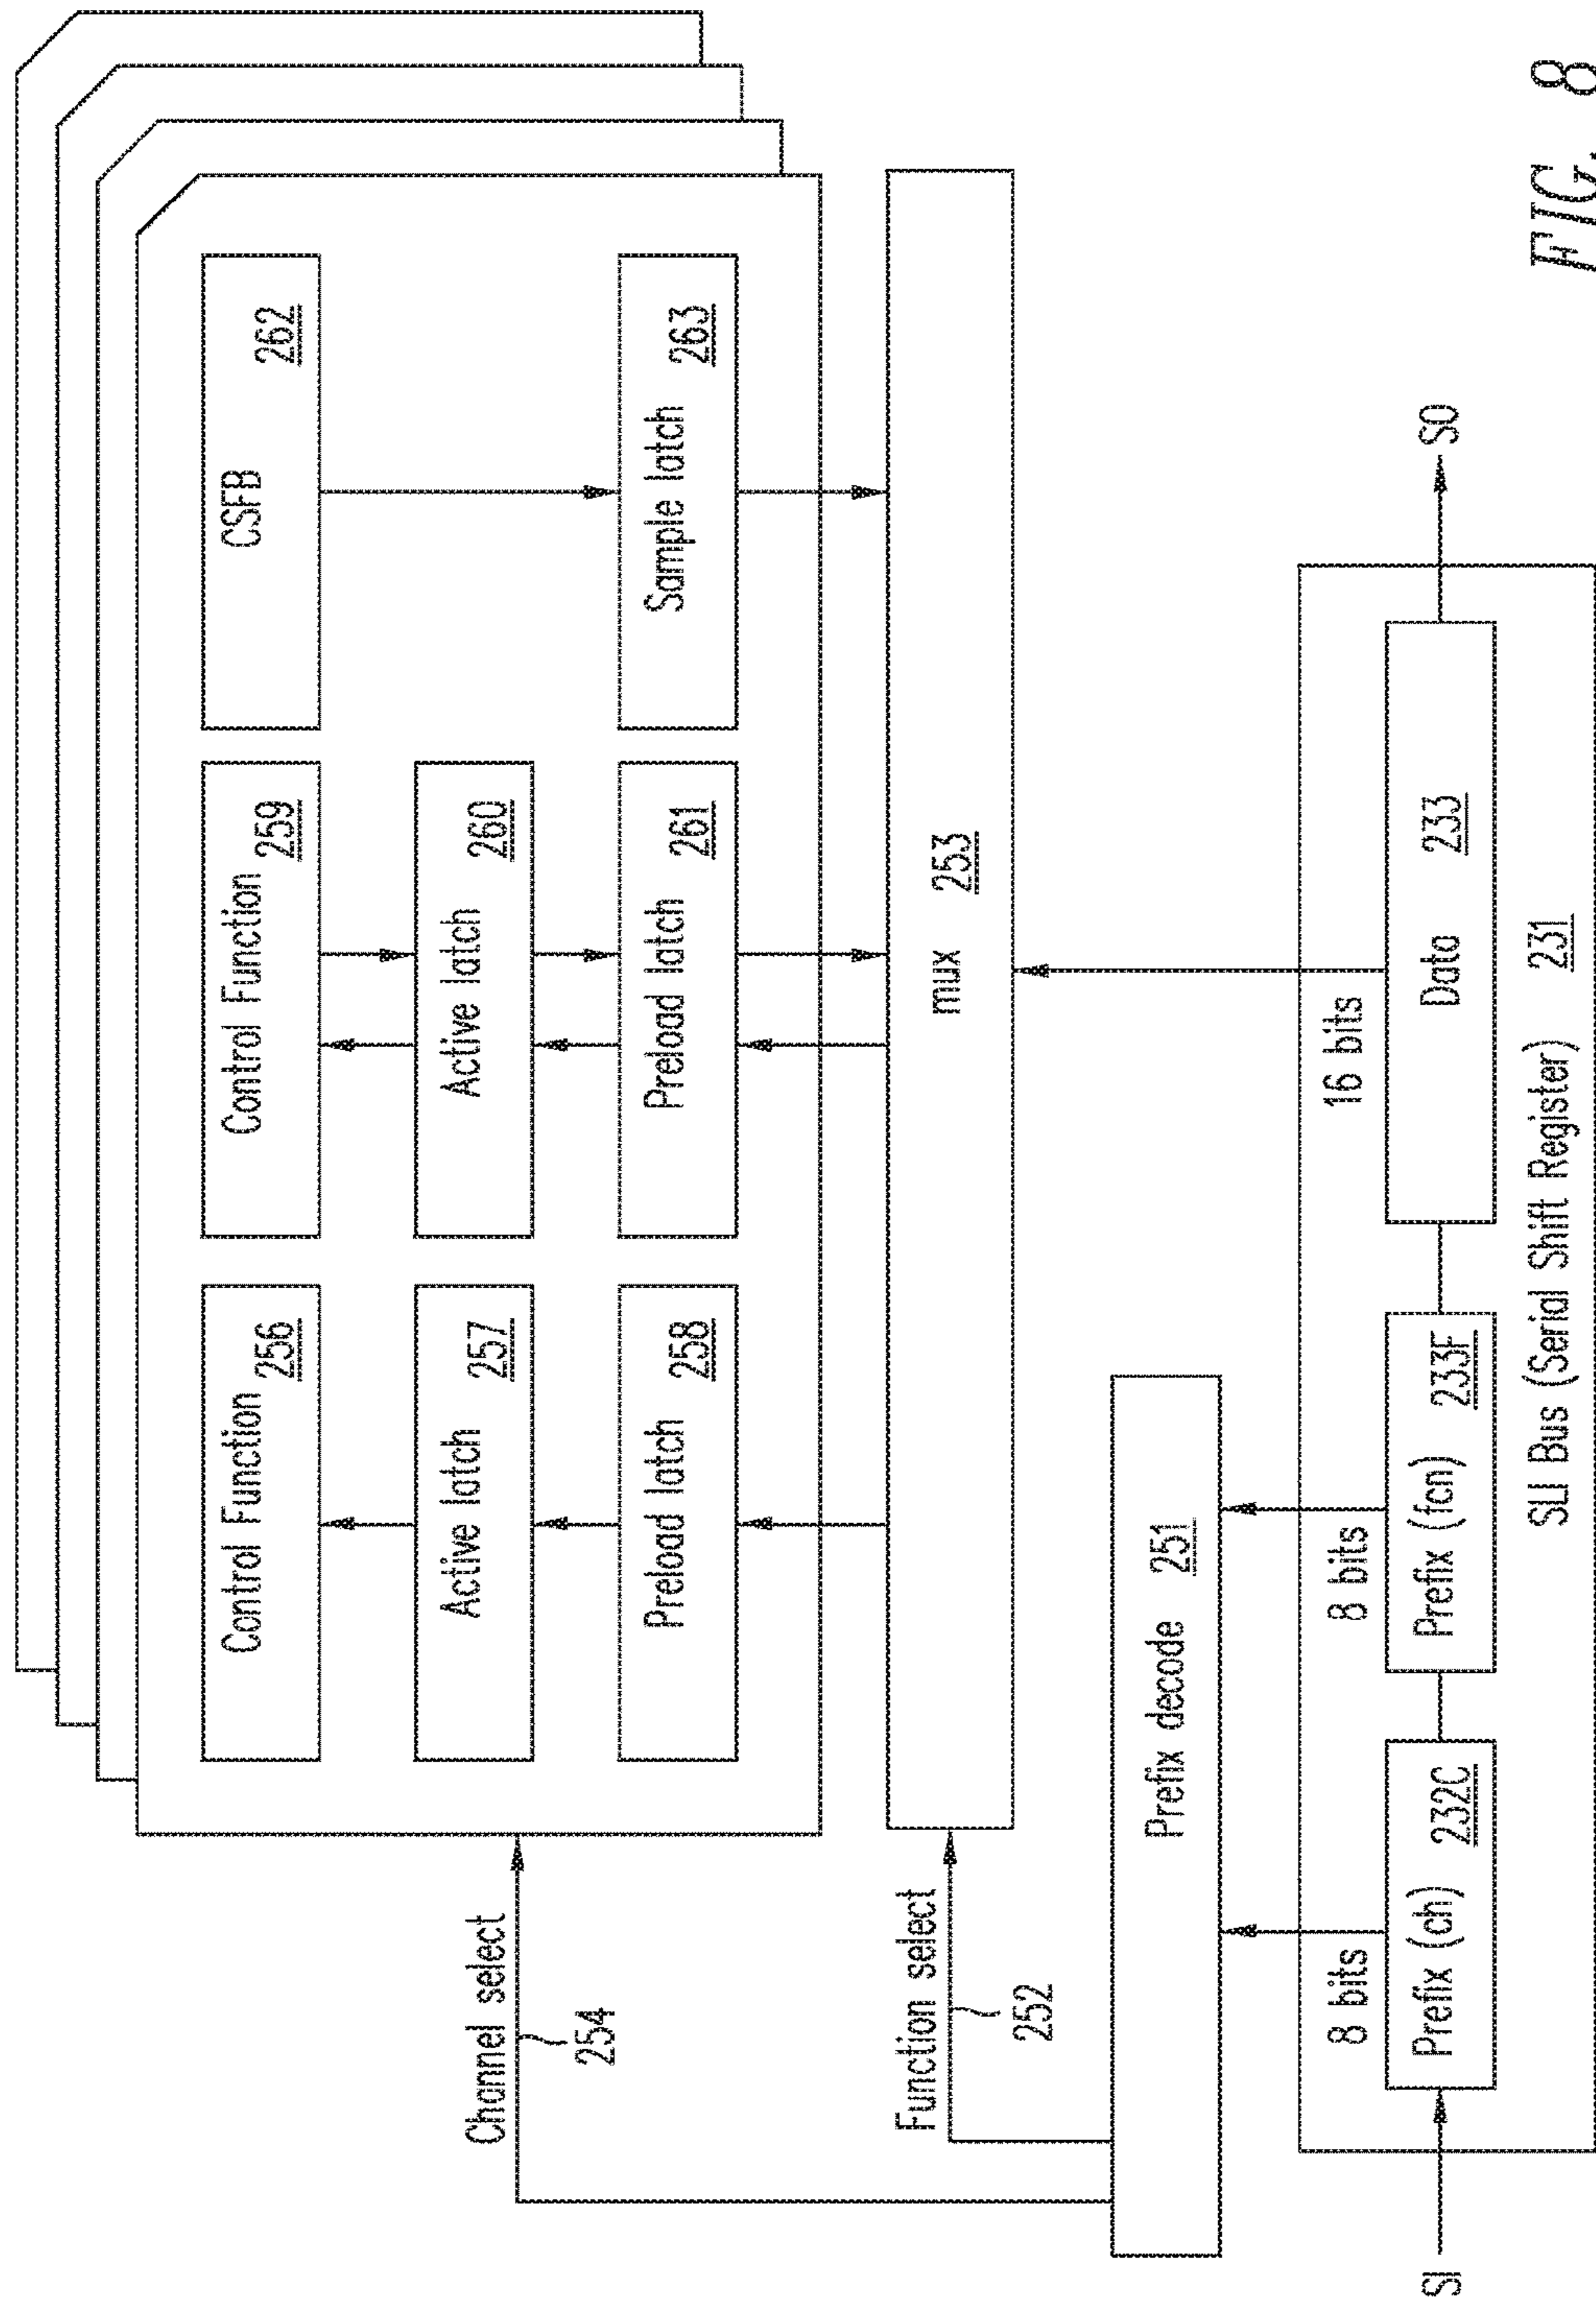 Control Function 256
Control Function 259
CSFB 262
Active latch 257
Active latch 260
Preload latch 258
Preload latch 261
Sample latch 263
Channel select
254
mux 253
Function select
252
Prefix decode 251
8 bits
8 bits
16 bits
SI
Prefix (ch) 232C
Prefix (fcn) 233F
Data 233
SO
SLI Bus (Serial Shift Register) 231
FIG. 8